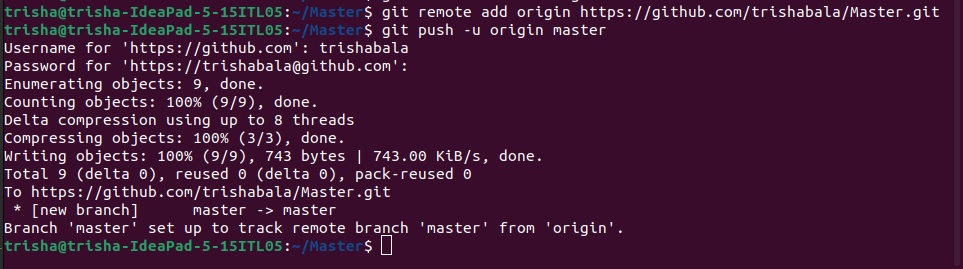 trisha@trisha-IdeaPad-5-15ITL05:~/Master$ git remote add origin https://github.com/trishabala/Master.git
trisha@trisha-IdeaPad-5-15ITL05:~/Master$ git push -u origin master
Username for 'https://github.com': trishabala
Password for 'https://trishabala@github.com':
Enumerating objects: 9, done.
Counting objects: 100% (9/9), done.
Delta compression using up to 8 threads
Compressing objects: 100% (3/3), done.
Writing objects: 100% (9/9), 743 bytes | 743.00 KiB/s, done.
Total 9 (delta 0), reused 0 (delta 0), pack-reused 0
To https://github.com/trishabala/Master.git
 * [new branch]      master -> master
Branch 'master' set up to track remote branch 'master' from 'origin'.
trisha@trisha-IdeaPad-5-15ITL05:~/Master$